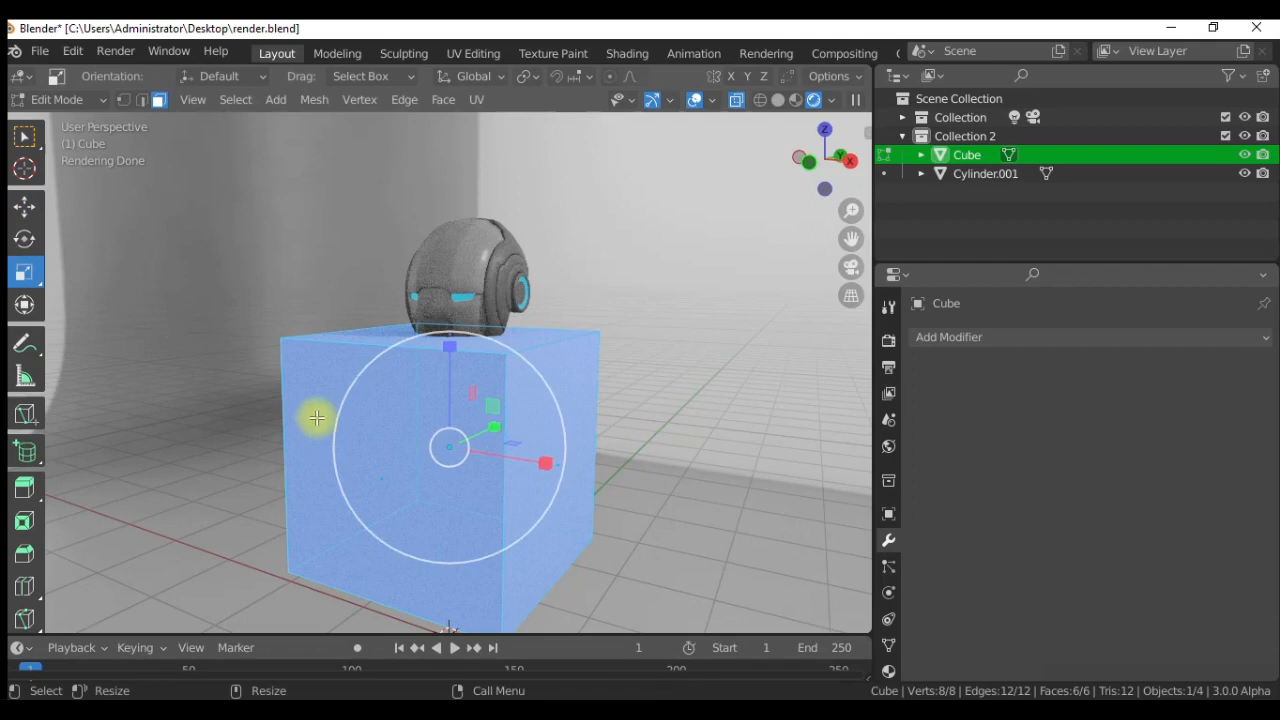 Blender* [C:\Users\Administrator\Desktop\render.blend]
File Edit Render Window Help Layout Modeling Sculpting UV Editing Texture Paint Shading Animation Rendering Compositing Scene View Layer
Orientation: Default Drag: Select Box Global X Y Z Options
Edit Mode View Select Add Mesh Vertex Edge Face UV
User Perspective
(1) Cube
Rendering Done
Z
Y
X
Scene Collection
Collection
Collection 2
Cube
Cylinder.001
Cube
Add Modifier
Playback Keying View Marker 1 Start 1 End 250
1 50 100 150 200 250
Select Resize Resize Call Menu Cube | Verts:8/8 | Edges:12/12 | Faces:6/6 | Tris:12 | Objects:1/4 | 3.0.0 Alpha